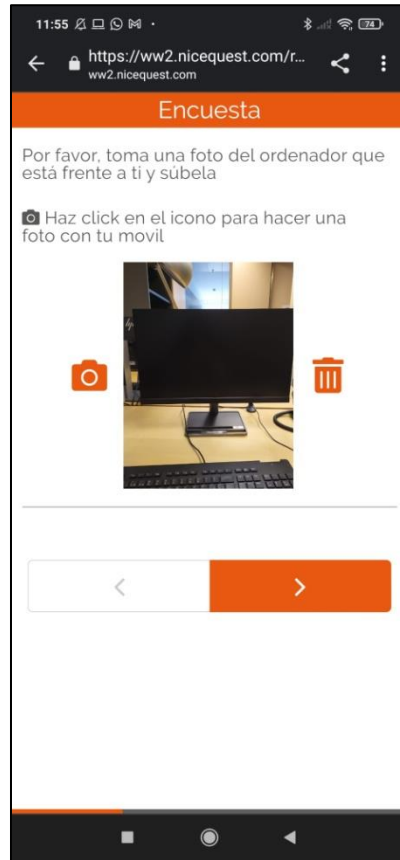 11:55
74
https://ww2.nicequest.com/r...
ww2.nicequest.com
Encuesta
Por favor, toma una foto del ordenador que
está frente a ti y súbela
Haz click en el icono para hacer una
foto con tu movil
hp